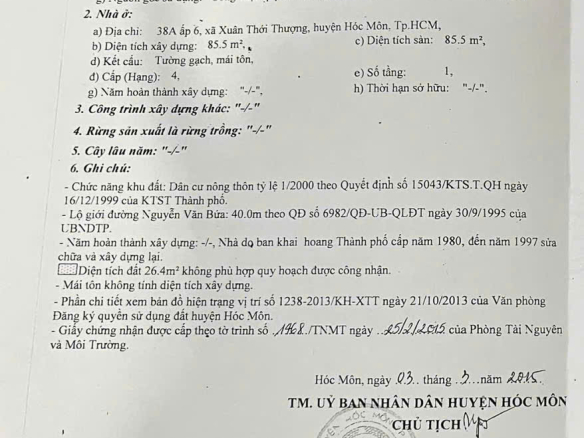 2. Nhà ở:
a) Địa chỉ: 38A ấp 6, xã Xuân Thới Thượng, huyện Hóc Môn, Tp.HCM,
b) Diện tích xây dựng: 85.5 m², c) Diện tích sàn: 85.5 m²,
d) Kết cấu: Tường gạch, mái tôn,
đ) Cấp (Hạng): 4, e) Số tầng: 1,
g) Năm hoàn thành xây dựng: "-/-", h) Thời hạn sở hữu: "-/-".
3. Công trình xây dựng khác: "-/-"
4. Rừng sản xuất là rừng trồng: "-/-"
5. Cây lâu năm: "-/-"
6. Ghi chú:
- Chức năng khu đất: Dân cư nông thôn tỷ lệ 1/2000 theo Quyết định số 15043/KTS.T.QH ngày
16/12/1999 của KTST Thành phố.
- Lộ giới đường Nguyễn Văn Bứa: 40.0m theo QĐ số 6982/QĐ-UB-QLĐT ngày 30/9/1995 của
UBNDTP.
- Năm hoàn thành xây dựng: -/-, Nhà dọ ban khai hoang Thành phố cấp năm 1980, đến năm 1997 sửa
chữa và xây dựng lại.
Diện tích đất 26.4m² không phù hợp quy hoạch được công nhận.
- Mái tôn không tính diện tích xây dựng.
- Phần chi tiết xem bản đồ hiện trạng vị trí số 1238-2013/KH-XTT ngày 21/10/2013 của Văn phòng
Đăng ký quyền sử dụng đất huyện Hóc Môn.
- Giấy chứng nhận được cấp theo tờ trình số .1968./TNMT ngày ..25/2/2015 của Phòng Tài Nguyên
và Môi Trường.
Hóc Môn, ngày 03.. tháng .3...năm 2015.
TM. UỶ BAN NHÂN DÂN HUYỆN HÓC MÔN
CHỦ TỊCH
HÓC MÔN